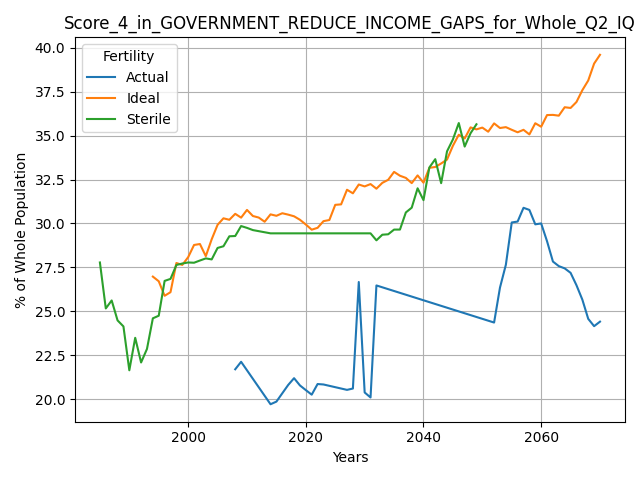 Score_4_in_GOVERNMENT_REDUCE_INCOME_GAPS_for_Whole_Q2_IQ
Fertility
Actual
Ideal
Sterile
% of Whole Population
40.0
37.5
35.0
32.5
30.0
27.5
25.0
22.5
20.0
2000 2020 2040 2060
Years